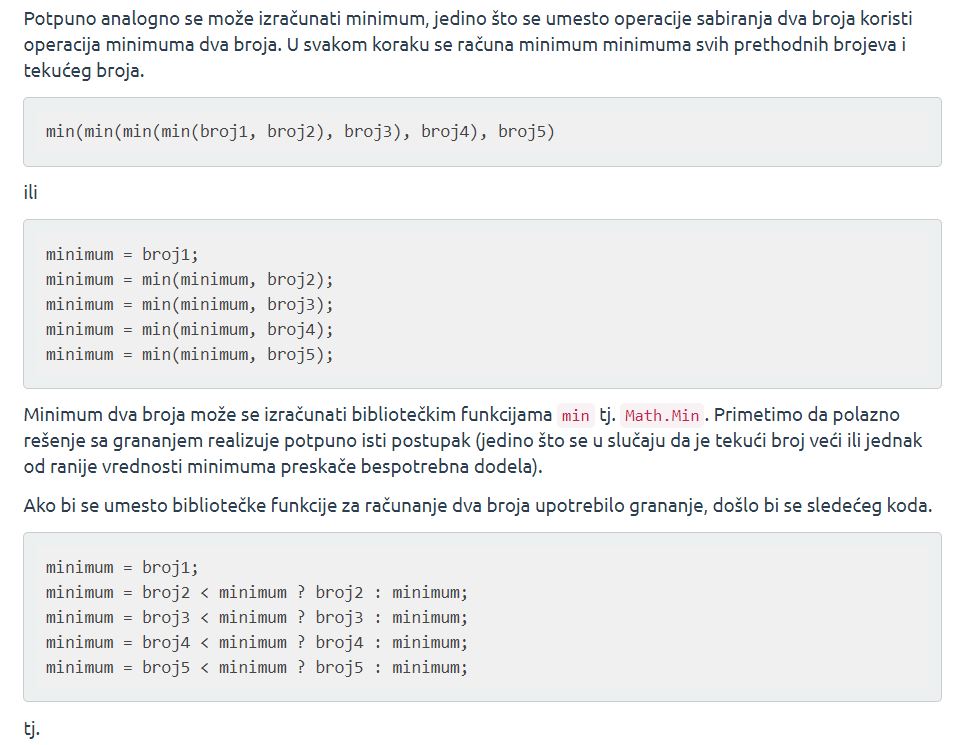 Potpuno analogno se može izračunati minimum, jedino što se umesto operacije sabiranja dva broja koristi
operacija minimuma dva broja. U svakom koraku se računa minimum minimuma svih prethodnih brojeva i
tekućeg broja.
min(min(min(min(broj1, broj2), broj3), broj4), broj5)
ili
minimum = broj1;
minimum = min(minimum, broj2);
minimum = min(minimum, broj3);
minimum = min(minimum, broj4);
minimum = min(minimum, broj5);
Minimum dva broja može se izračunati bibliotečkim funkcijama min tj. Math.Min. Primetimo da polazno
rešenje sa grananjem realizuje potpuno isti postupak (jedino što se u slučaju da je tekući broj veći ili jednak
od ranije vrednosti minimuma preskače bespotrebna dodela).
Ako bi se umesto bibliotečke funkcije za računanje dva broja upotrebilo grananje, došlo bi se sledećeg koda.
minimum = broj1;
minimum = broj2 < minimum ? broj2 : minimum;
minimum = broj3 < minimum ? broj3 : minimum;
minimum = broj4 < minimum ? broj4 : minimum;
minimum = broj5 < minimum ? broj5 : minimum;
tj.